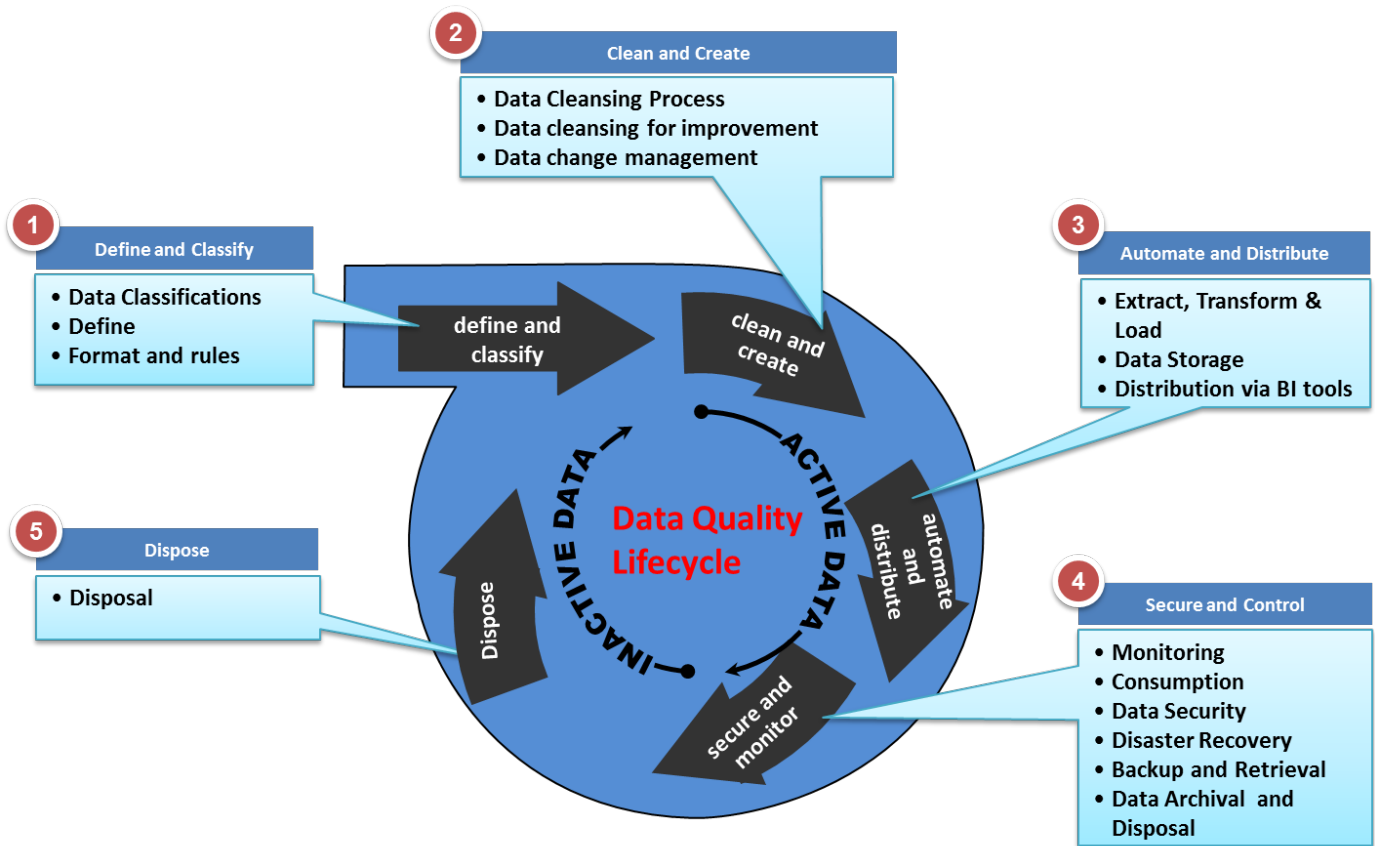 2
Clean and Create
• Data Cleansing Process
• Data cleansing for improvement
• Data change management
1
Define and Classify
• Data Classifications
• Define
• Format and rules
3
Automate and Distribute
• Extract, Transform &
Load
• Data Storage
• Distribution via BI tools
define and
classify
clean and
create
automate
and
distribute
secure and
monitor
Dispose
ACTIVE DATA
INACTIVE DATA
Data Quality
Lifecycle
5
Dispose
• Disposal
4
Secure and Control
• Monitoring
• Consumption
• Data Security
• Disaster Recovery
• Backup and Retrieval
• Data Archival and
Disposal